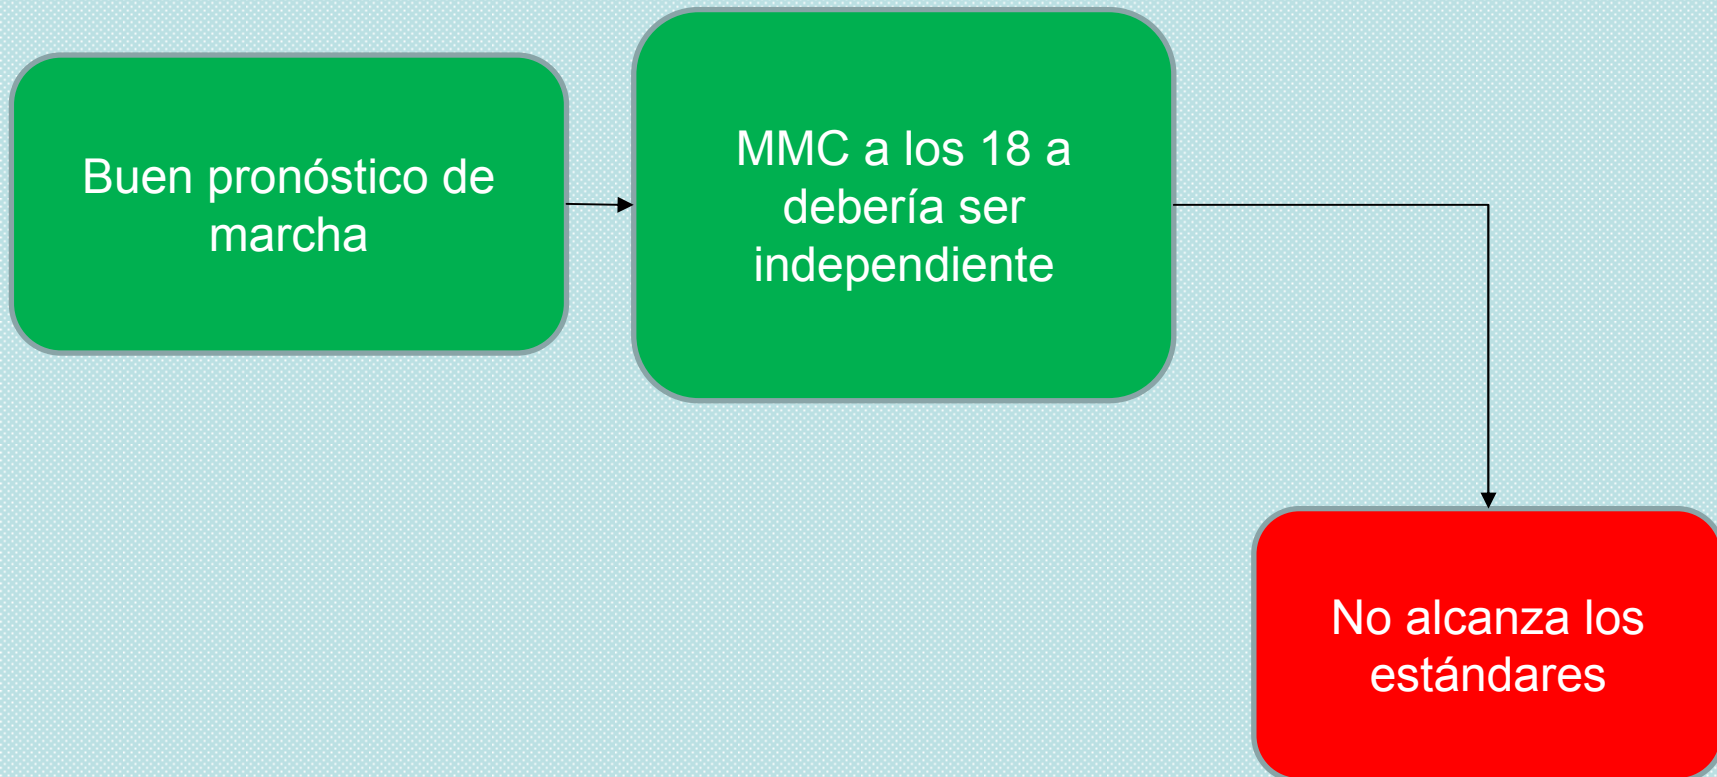 Buen pronóstico de
marcha
MMC a los 18 a
debería ser
independiente
No alcanza los
estándares